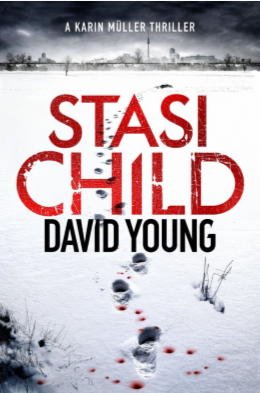 A KARIN MÜLLER THRILLER
STASI
CHILD
DAVID YOUNG